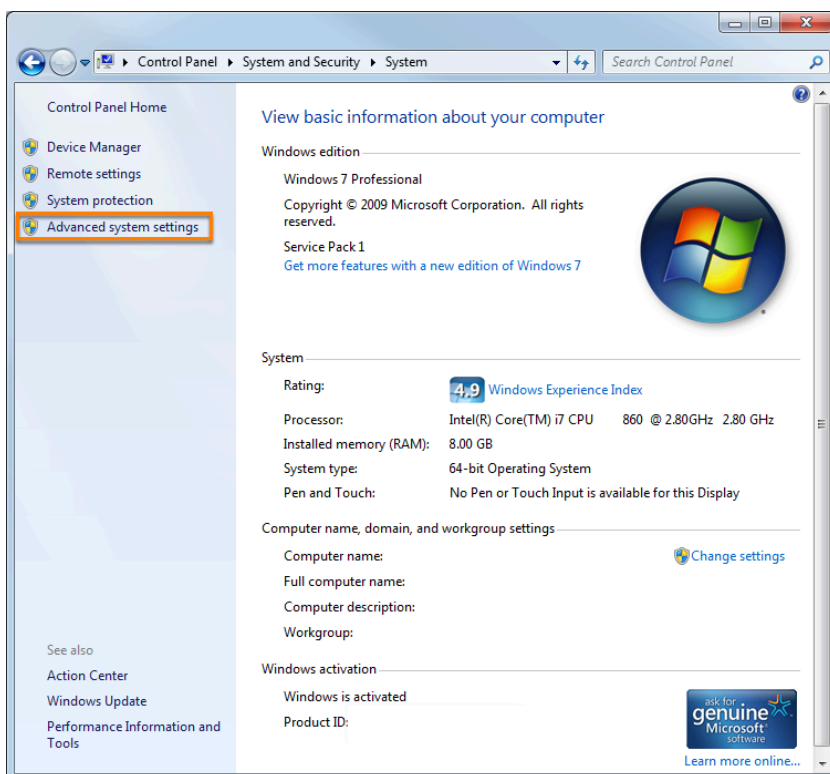 Control Panel ▸ System and Security ▸ System
Search Control Panel
Control Panel Home
Device Manager
Remote settings
System protection
Advanced system settings
See also
Action Center
Windows Update
Performance Information and
Tools
View basic information about your computer
Windows edition
Windows 7 Professional
Copyright © 2009 Microsoft Corporation. All rights
reserved.
Service Pack 1
Get more features with a new edition of Windows 7
System
Rating:
4.9 Windows Experience Index
Processor: Intel(R) Core(TM) i7 CPU 860 @ 2.80GHz 2.80 GHz
Installed memory (RAM): 8.00 GB
System type: 64-bit Operating System
Pen and Touch: No Pen or Touch Input is available for this Display
Computer name, domain, and workgroup settings
Computer name:
Change settings
Full computer name:
Computer description:
Workgroup:
Windows activation
Windows is activated
Product ID:
ask for
genuine
Microsoft
software
Learn more online...